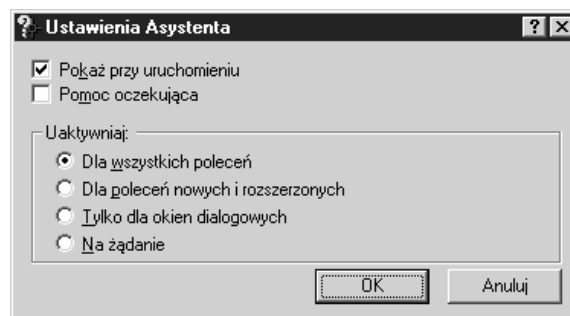 Ustawienia Asystenta
Pokaż przy uruchomieniu
Pomoc oczekująca
Uaktywniaj:
Dla wszystkich poleceń
Dla poleceń nowych i rozszerzonych
Tylko dla okien dialogowych
Na żądanie
OK Anuluj